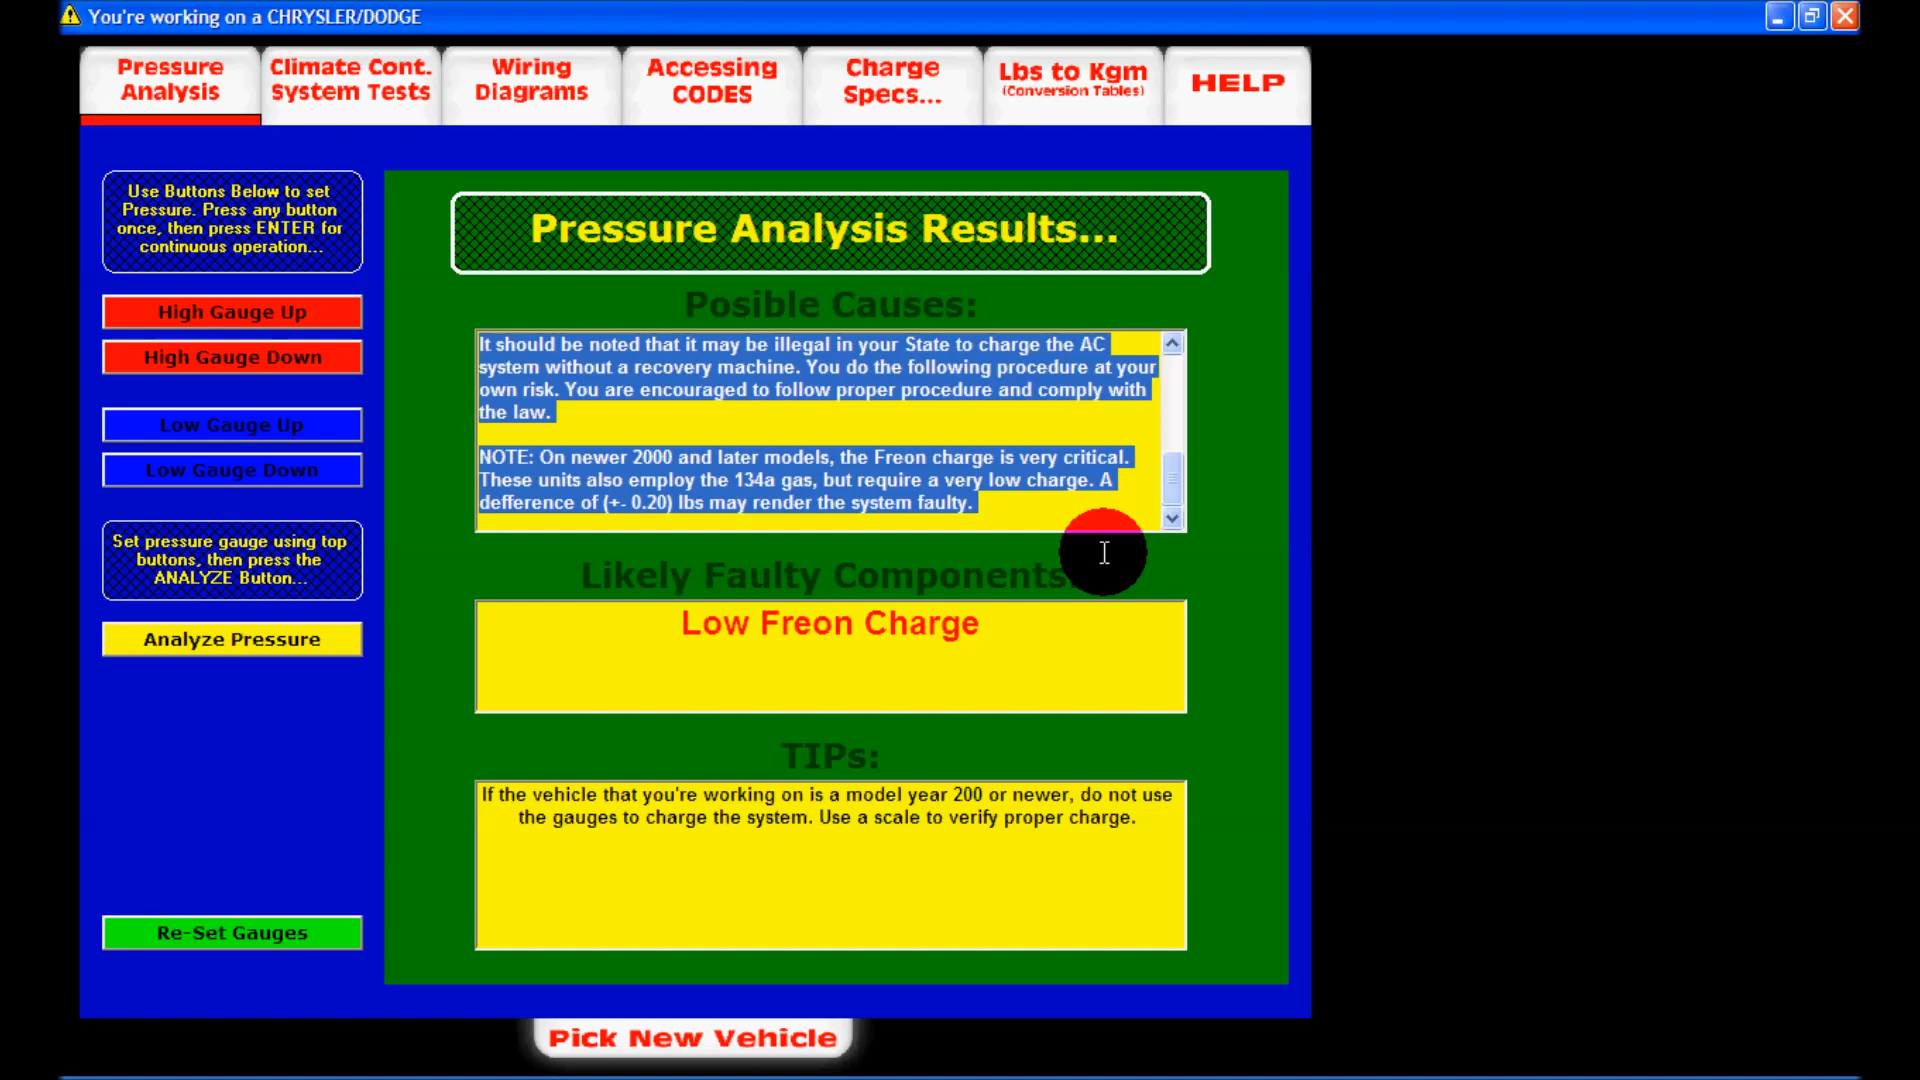 You're working on a CHRYSLER/DODGE
Pressure
Analysis
Climate Cont.
System Tests
Wiring
Diagrams
Accessing
CODES
Charge
Specs...
Lbs to Kgm
(Conversion Tables)
HELP
Use Buttons Below to set
Pressure. Press any button
once, then press ENTER for
continuous operation...
High Gauge Up
High Gauge Down
Low Gauge Up
Low Gauge Down
Set pressure gauge using top
buttons, then press the
ANALYZE Button...
Analyze Pressure
Re-Set Gauges
Pressure Analysis Results...
Posible Causes:
It should be noted that it may be illegal in your State to charge the AC
system without a recovery machine. You do the following procedure at your
own risk. You are encouraged to follow proper procedure and comply with
the law.
NOTE: On newer 2000 and later models, the Freon charge is very critical.
These units also employ the 134a gas, but require a very low charge. A
defference of (+- 0.20) lbs may render the system faulty.
Likely Faulty Components
Low Freon Charge
TIPs:
If the vehicle that you're working on is a model year 200 or newer, do not use
the gauges to charge the system. Use a scale to verify proper charge.
Pick New Vehicle